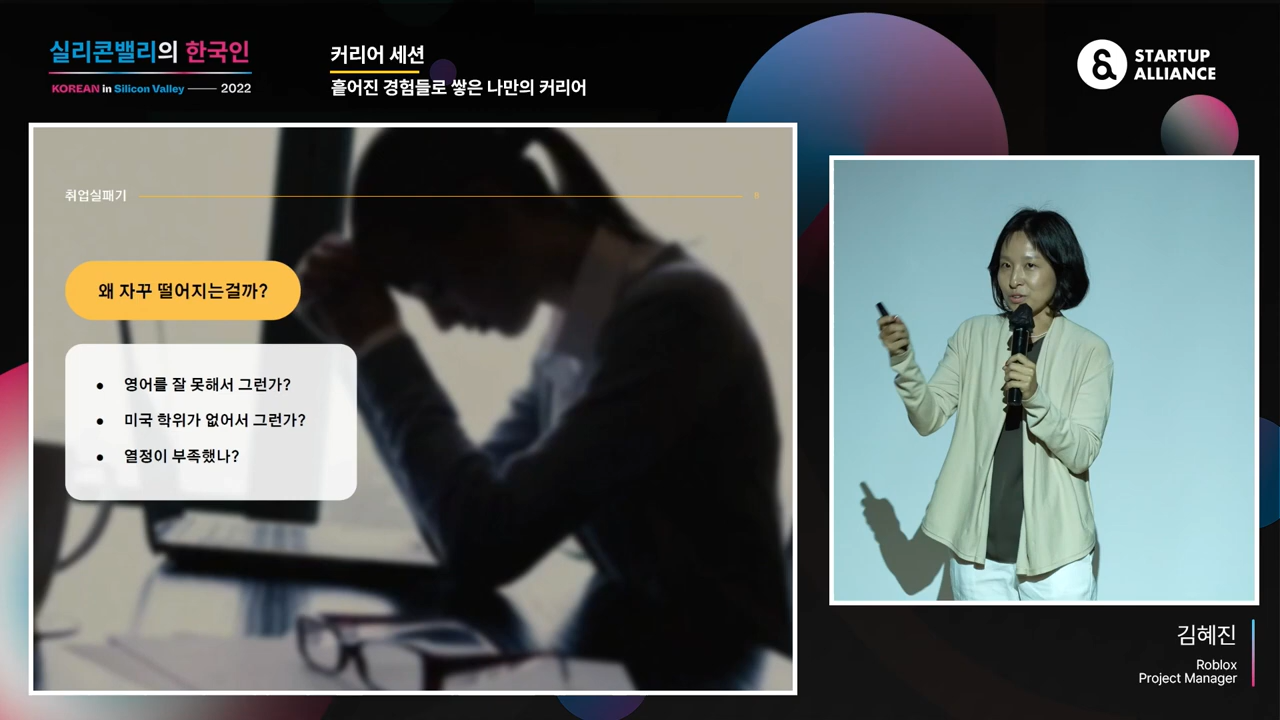 실리콘밸리의 한국인
KOREAN in Silicon Valley 2022
커리어 세션
흩어진 경험들로 쌓은 나만의 커리어
STARTUP
ALLIANCE
취업실패기
왜 자꾸 떨어지는걸까?
• 영어를 잘 못해서 그런가?
• 미국 학위가 없어서 그런가?
• 열정이 부족했나?
김혜진
Roblox
Project Manager